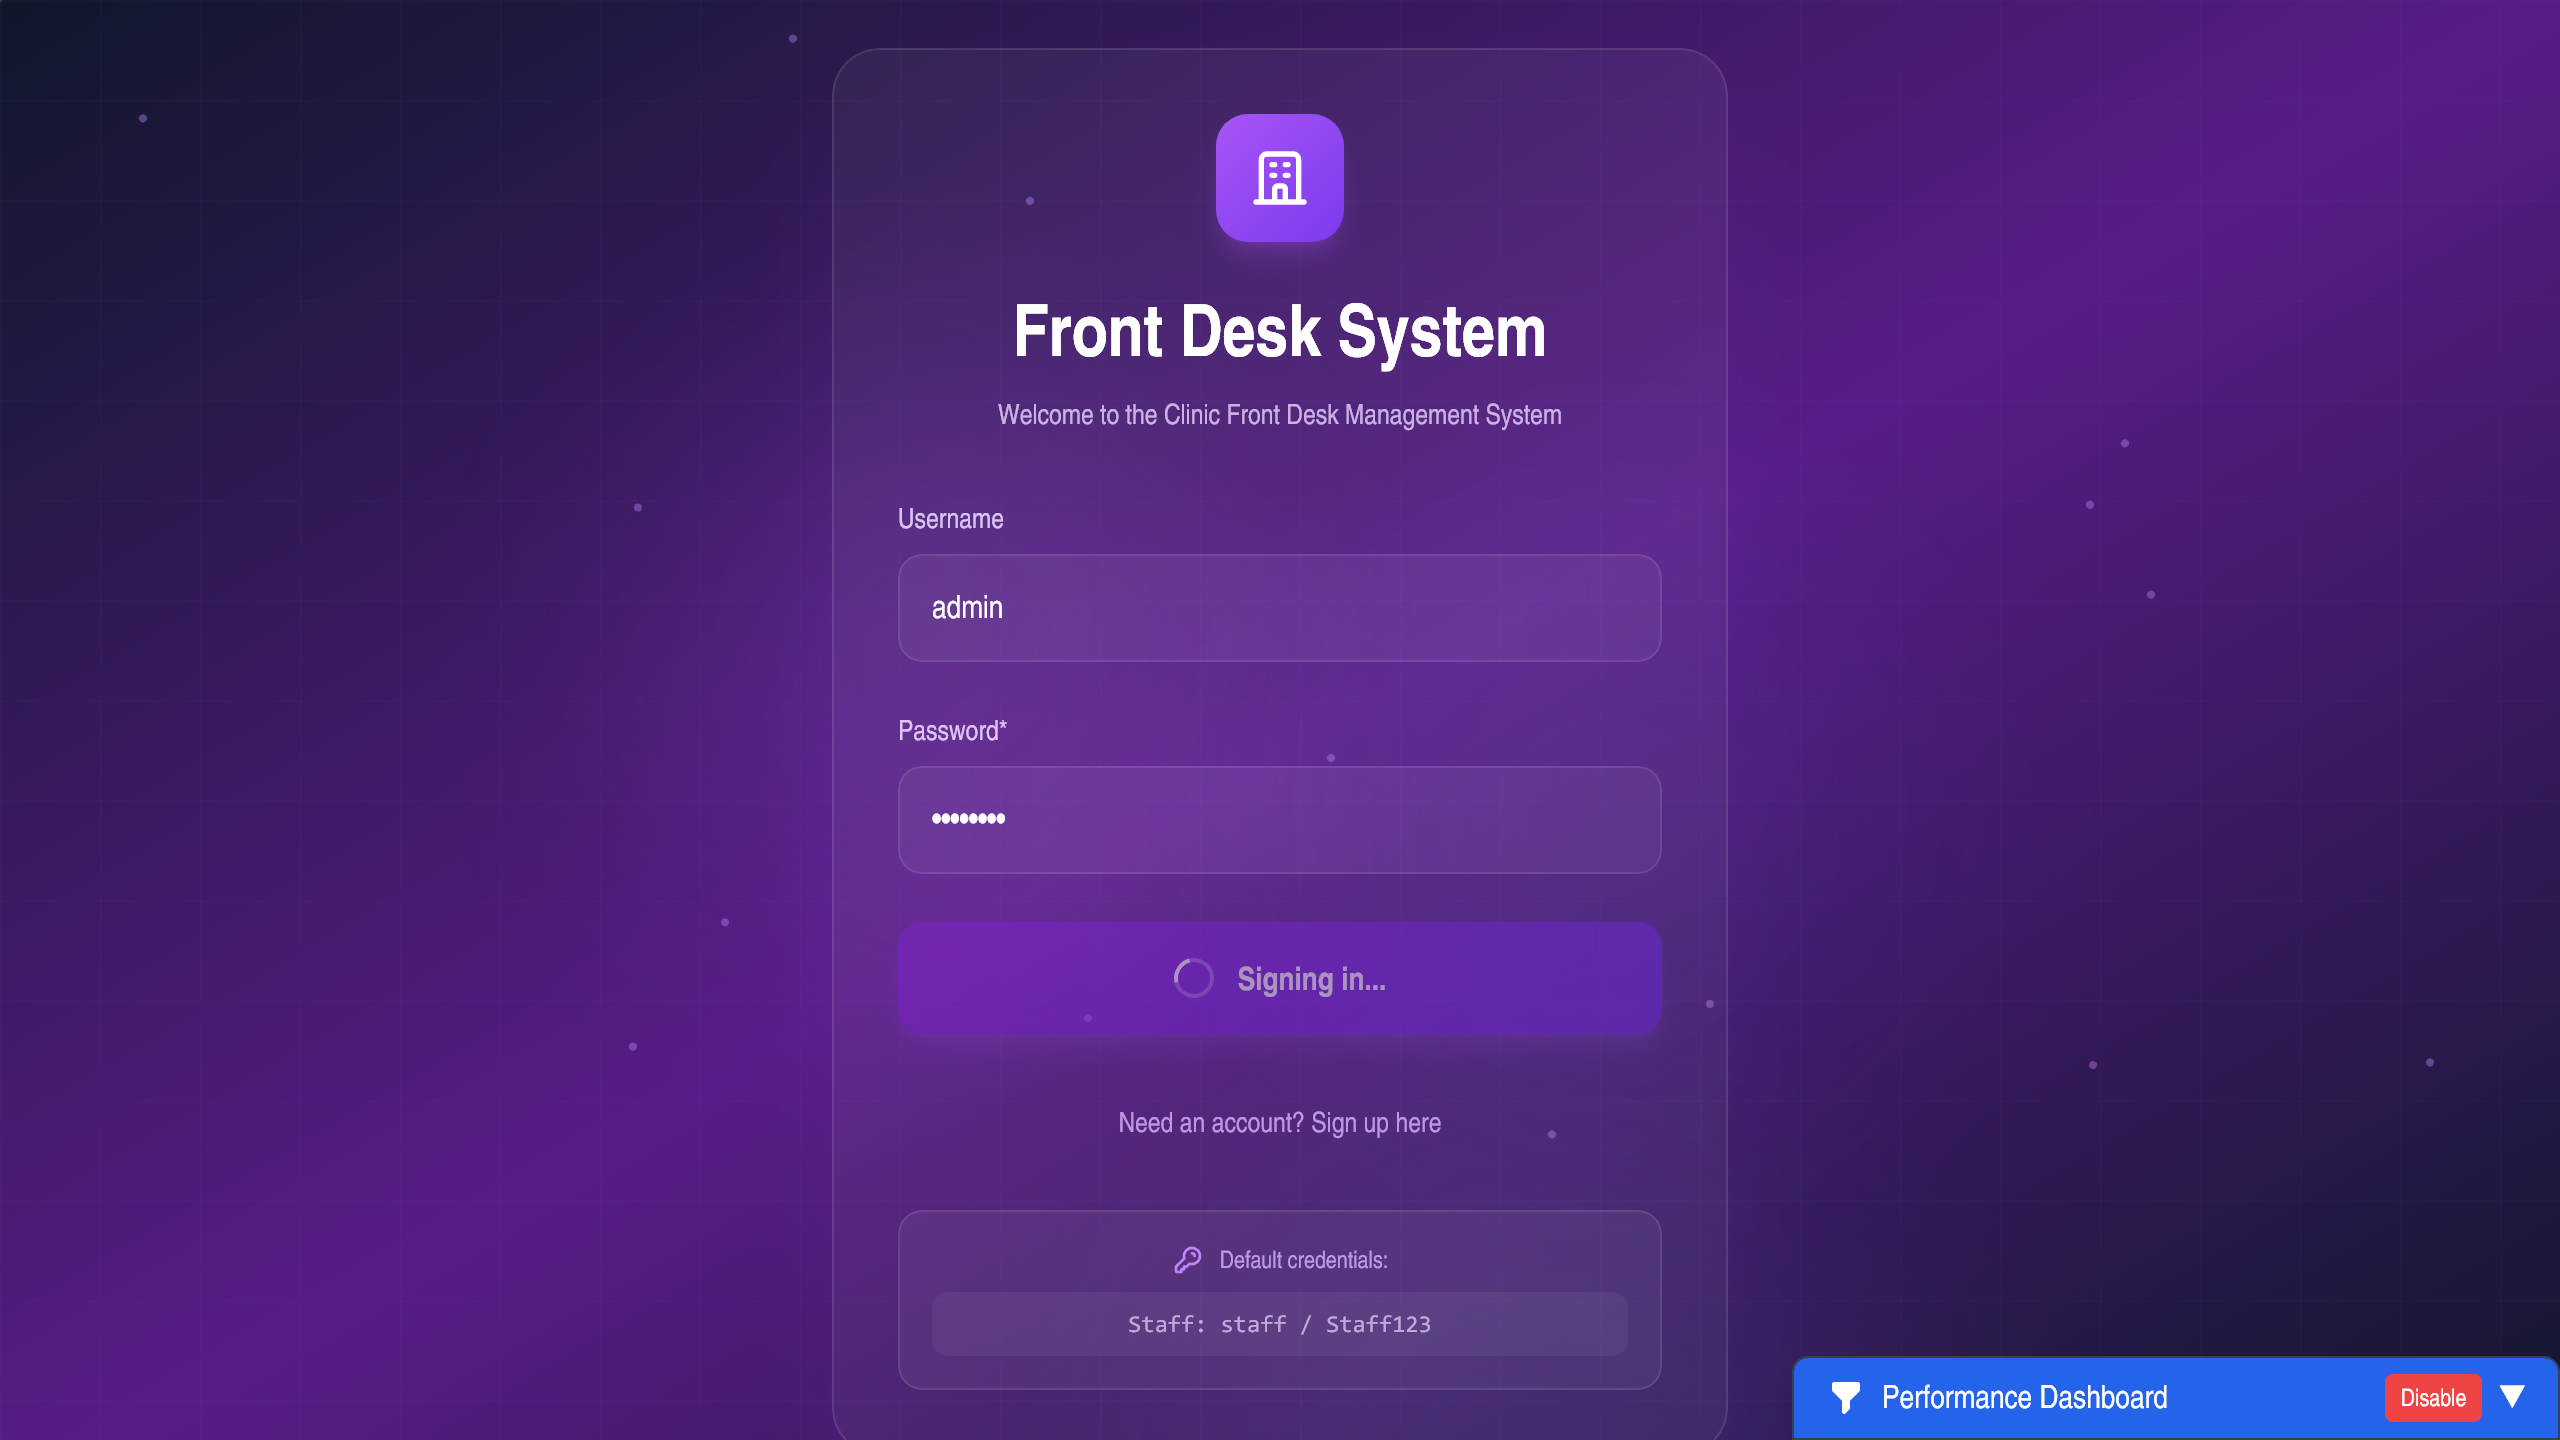 Front Desk System
Welcome to the Clinic Front Desk Management System
Username
admin
Password*
••••••••
Signing in...
Need an account? Sign up here
Default credentials:
Staff: staff / Staff123
Performance Dashboard
Disable